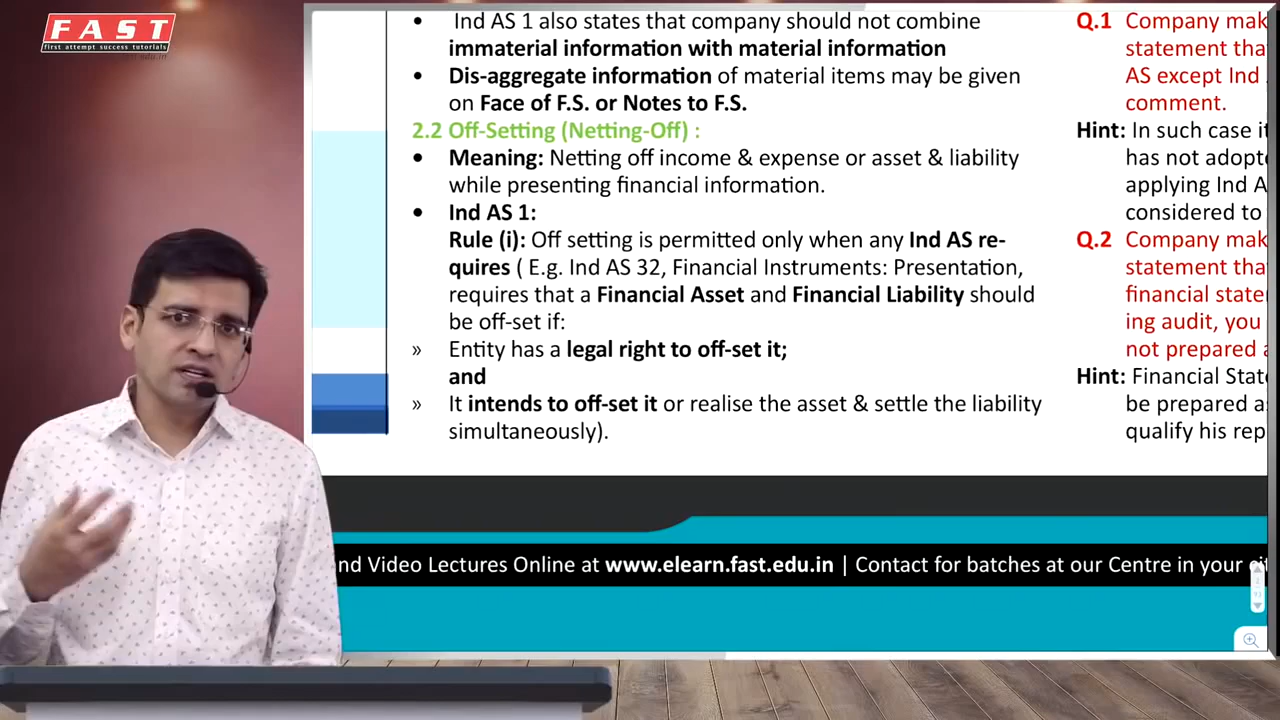 FAST
first attempt success tutorials
• Ind AS 1 also states that company should not combine
immaterial information with material information
• Dis-aggregate information of material items may be given
on Face of F.S. or Notes to F.S.
2.2 Off-Setting (Netting-Off) :
• Meaning: Netting off income & expense or asset & liability
while presenting financial information.
• Ind AS 1:
Rule (i): Off setting is permitted only when any Ind AS re-
quires ( E.g. Ind AS 32, Financial Instruments: Presentation,
requires that a Financial Asset and Financial Liability should
be off-set if:
» Entity has a legal right to off-set it;
and
» It intends to off-set it or realise the asset & settle the liability
simultaneously).
Q.1 Company mak
statement tha
AS except Ind
comment.
Hint: In such case i
has not adopt
applying Ind A
considered to
Q.2 Company mak
statement tha
financial state
ing audit, you
not prepared
Hint: Financial Stat
be prepared a
qualify his rep
nd Video Lectures Online at www.elearn.fast.edu.in | Contact for batches at our Centre in your cit